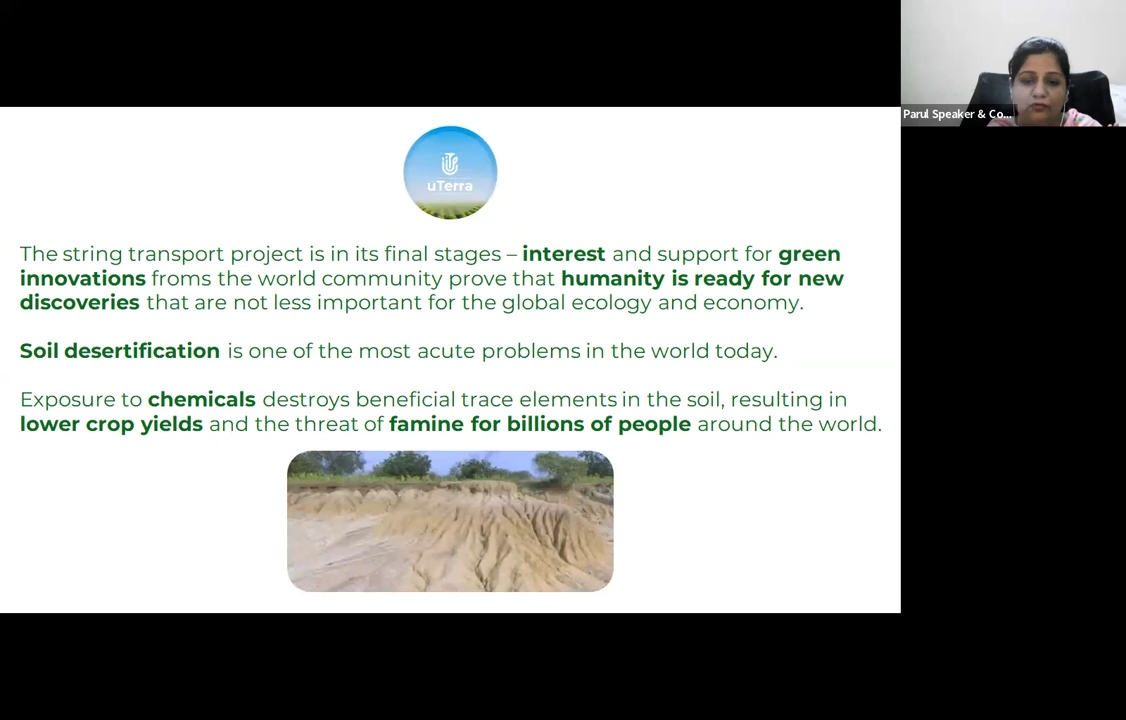 Parul Speaker & Co...
uTerra
The string transport project is in its final stages – interest and support for green
innovations froms the world community prove that humanity is ready for new
discoveries that are not less important for the global ecology and economy.
Soil desertification is one of the most acute problems in the world today.
Exposure to chemicals destroys beneficial trace elements in the soil, resulting in
lower crop yields and the threat of famine for billions of people around the world.